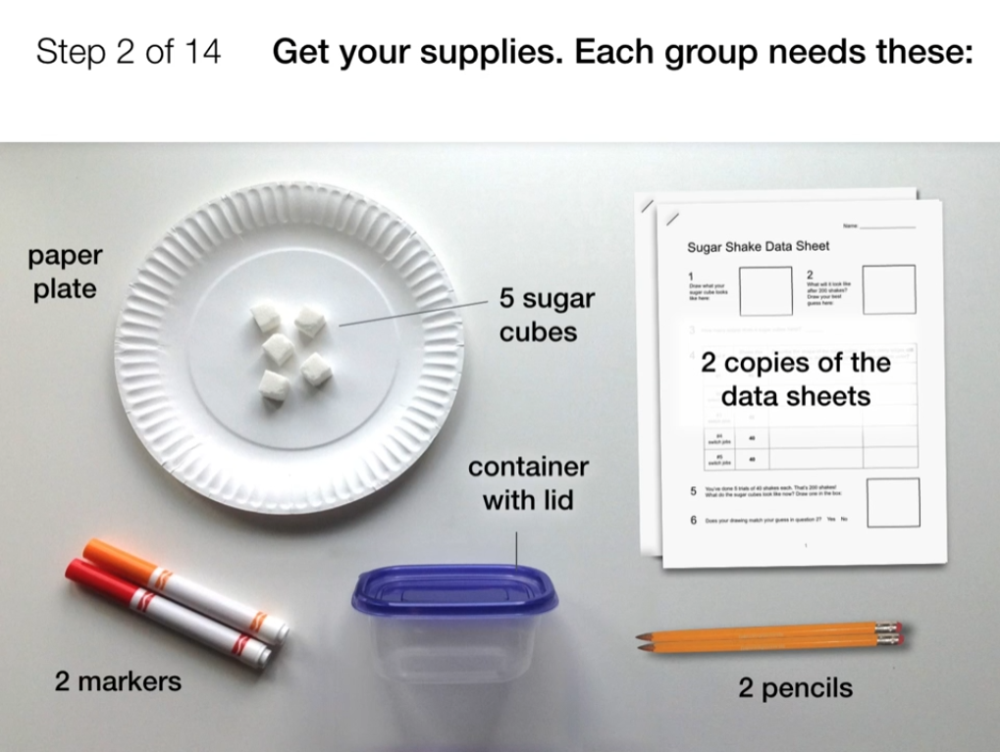 Step 2 of 14 Get your supplies. Each group needs these:
paper
plate
5 sugar
cubes
container
with lid
2 markers
2 pencils
2 copies of the
data sheets
Name
Sugar Shake Data Sheet
1
Draw what your
sugar cube looks
like here:
2
What will it look like
after 200 shakes?
Draw your best
guess here:
3
4
#4
switch jobs
40
#5
switch jobs
40
5 You've done 5 trials of 40 shakes each. That's 200 shakes!
What do the sugar cubes look like now? Draw one in the box.
6 Does your drawing match your guess in question 2? Yes No
1